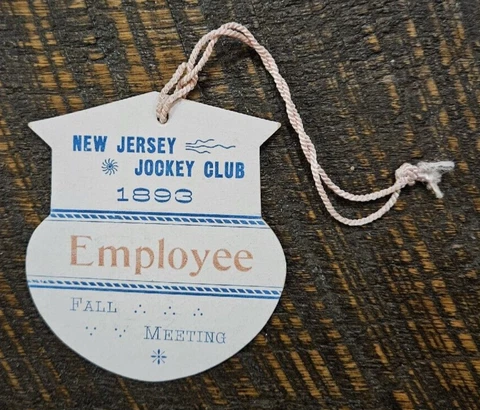 NEW JERSEY
JOCKEY CLUB
1893
Employee
FALL
MEETING